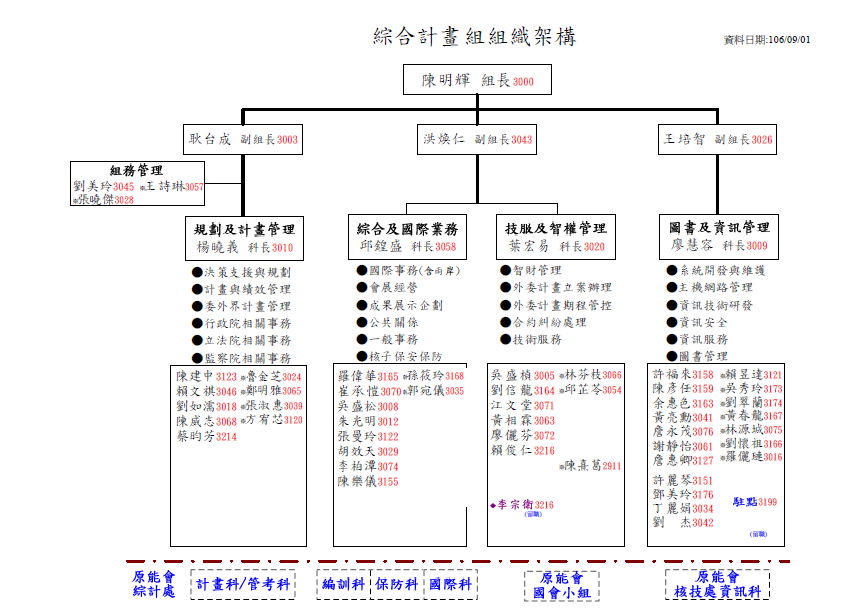 綜合計畫組組織架構
資料日期:106/09/01
陳明輝 組長3000
耿台成 副組長3003
洪煥仁 副組長3043
王培智 副組長3026
組務管理
劉美玲3045 ※王詩琳3057
※張曉傑3028
規劃及計畫管理
楊曉義 科長3010
●決策支援與規劃
●計畫與績效管理
●委外界計畫管理
●行政院相關事務
●立法院相關事務
●監察院相關事務
陳建中3123 ※魯金芝3024
賴文祺3046 ※鄭明雅3065
劉如濡3018 ※張淑惠3039
陳威志3068 ※方宥芯3120
蔡昀芳3214
綜合及國際業務
邱鍠盛 科長3058
●國際事務(含兩岸)
●會展經營
●成果展示企劃
●公共關係
●一般事務
●核子保安保防
羅偉華3165 ※孫筱玲3168
崔承愷3070 ※郭宛儀3035
吳盛松3008
朱光明3012
張曼玲3122
胡效天3029
李柏潭3074
陳樂儀3155
技服及智權管理
葉宏易 科長3020
●智財管理
●外委計畫立案辦理
●外委計畫期程管控
●合約糾紛處理
●技術服務
吳盛楨3005 ※林芬枝3066
劉信龍3164 ※邱芷苓3054
江文堂3071
黃相霖3063
廖儷芬3072
賴俊仁3216
※陳熹葛2911
◆李宗衛3216
(留職)
圖書及資訊管理
廖慧容 科長3009
●系統開發與維護
●主機網路管理
●資訊技術研發
●資訊安全
●資訊服務
●圖書管理
許福來3158 ※賴昱達3121
陳彥任3159 ※吳秀玲3173
余惠色3163 ※劉翠蘭3174
黃亮勳3041 ※黃春龍3167
詹永茂3076 ※林源城3075
謝靜怡3061 ※劉懷祖3166
詹惠卿3127 ※羅儷璉3016
許麗琴3151
鄧美玲3176 駐點3199
丁麗娟3034
劉 杰3042
(留職)
原能會
綜計處
計畫科/管考科
編訓科
保防科
國際科
原能會
國會小組
原能會
核技處資訊科